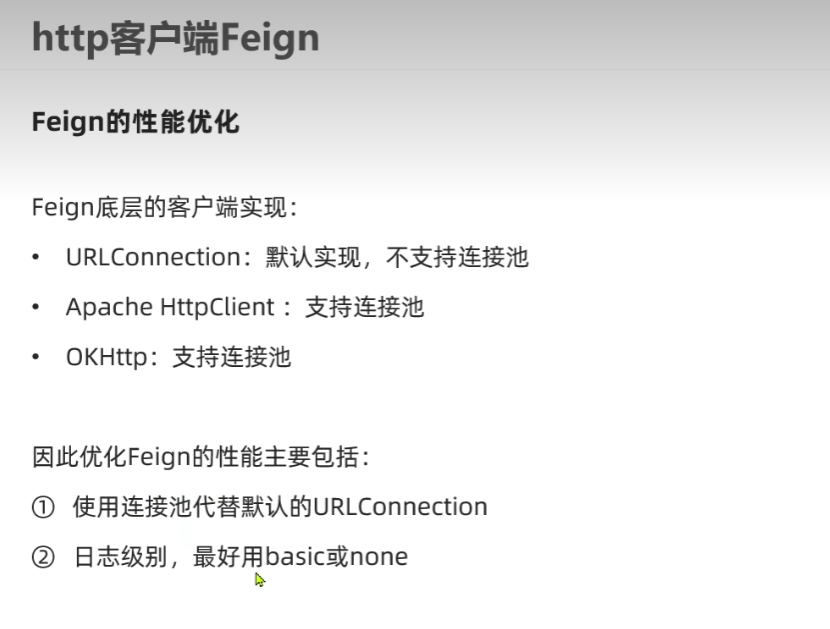 http客户端Feign
Feign的性能优化
Feign底层的客户端实现：
• URLConnection：默认实现，不支持连接池
• Apache HttpClient ：支持连接池
• OKHttp：支持连接池
因此优化Feign的性能主要包括：
① 使用连接池代替默认的URLConnection
② 日志级别，最好用basic或none